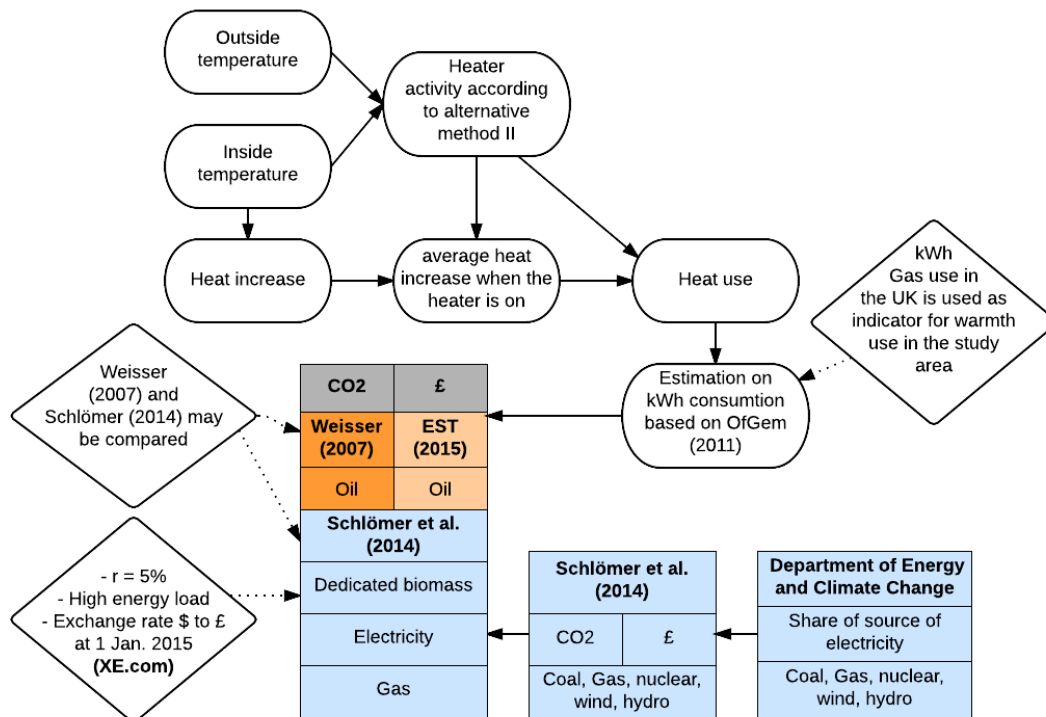 Outside
temperature
Heater
activity according
to alternative
method II
Inside
temperature
Heat increase
average heat
increase when the
heater is on
Heat use
kWh
Gas use in
the UK is used as
indicator for warmth
use in the study
area
Estimation on
kWh consumtion
based on OfGem
(2011)
Weisser
(2007) and
Schlömer (2014) may
be compared
CO2
£
Weisser
(2007)
EST
(2015)
Oil
Oil
Schlömer et al.
(2014)
Dedicated biomass
Electricity
Gas
- r = 5%
- High energy load
- Exchange rate $ to £
at 1 Jan. 2015
(XE.com)
Schlömer et al.
(2014)
CO2
£
Coal, Gas, nuclear,
wind, hydro
Department of Energy
and Climate Change
Share of source of
electricity
Coal, Gas, nuclear,
wind, hydro